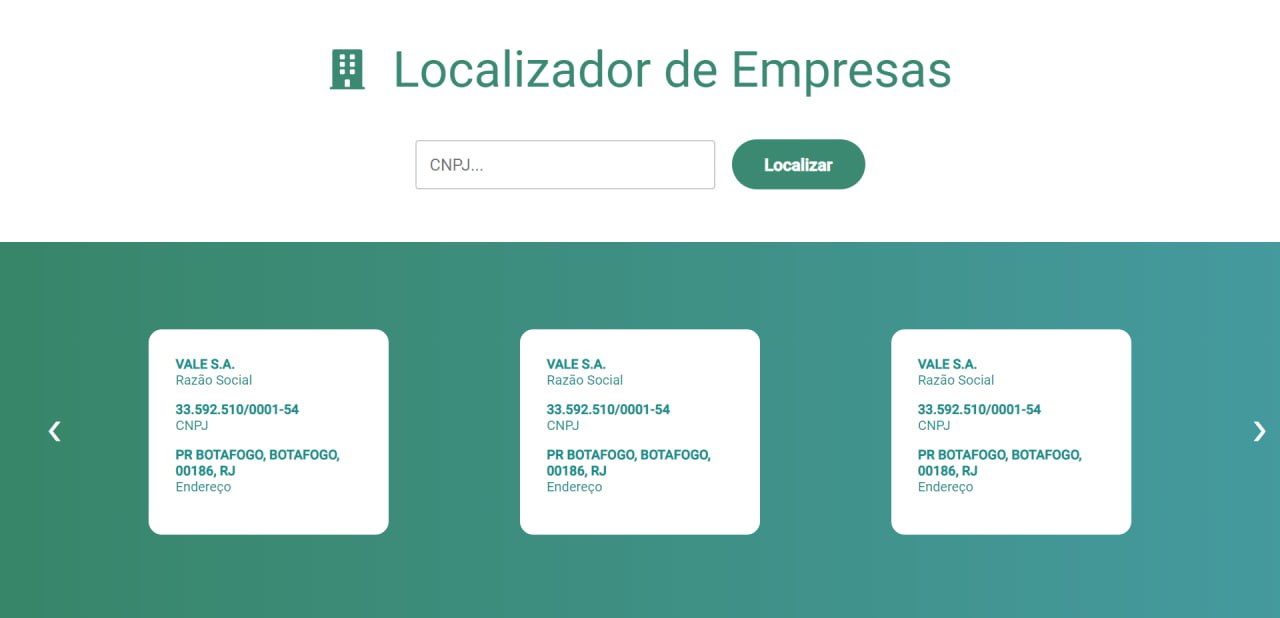 Localizador de Empresas
CNPJ...
Localizar
VALE S.A.
Razão Social
33.592.510/0001-54
CNPJ
PR BOTAFOGO, BOTAFOGO,
00186, RJ
Endereço
VALE S.A.
Razão Social
33.592.510/0001-54
CNPJ
PR BOTAFOGO, BOTAFOGO,
00186, RJ
Endereço
VALE S.A.
Razão Social
33.592.510/0001-54
CNPJ
PR BOTAFOGO, BOTAFOGO,
00186, RJ
Endereço